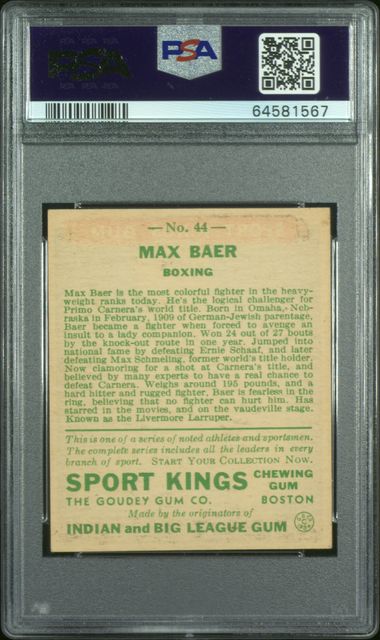 PSA
PSA
64581567
— No. 44 —
MAX BAER
BOXING
Max Baer is the most colorful fighter in the heavy-
weight ranks today. He's the logical challenger for
Primo Carnera's world title. Born in Omaha, Neb-
raska in February, 1909 of German-Jewish parentage,
Baer became a fighter when forced to avenge an
insult to a lady companion. Won 24 out of 27 bouts
by the knock-out route in one year. Jumped into
national fame by defeating Ernie Schaaf, and later
defeated Max Schmeling, former world's title holder.
Now clamoring for a shot at Carnera's title, and
believed by many experts to have a real chance to
defeat Carnera. Weighs around 195 pounds, and a
hard hitter and rugged fighter, Baer is fearless in the
ring, believing that no fighter can hurt him. Has
starred in the movies, and on the vaudeville stage.
Known as the Livermore Larruper.
This is one of a series of noted athletes and sportsmen.
The complete series includes all the leaders in every
branch of sport. START YOUR COLLECTION NOW.
SPORT KINGS CHEWING GUM
THE GOUDEY GUM CO. BOSTON
Made by the originators of
INDIAN and BIG LEAGUE GUM